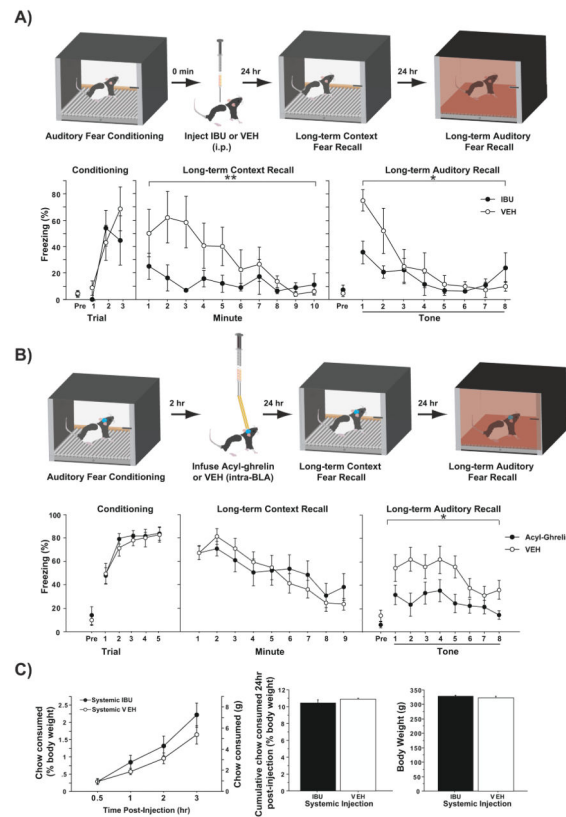 A)
0 min
24 hr
24 hr
Auditory Fear Conditioning
Inject IBU or VEH
(i.p.)
Long-term Context
Fear Recall
Long-term Auditory
Fear Recall
Conditioning
Long-term Context Recall
Long-term Auditory Recall
**
*
IBU
VEH
Freezing (%)
80
60
40
20
0
Pre 1 2 3
1 2 3 4 5 6 7 8 9 10
Pre 1 2 3 4 5 6 7 8
Trial
Minute
Tone
B)
2 hr
24 hr
24 hr
Auditory Fear Conditioning
Infuse Acyl-ghrelin
or VEH (intra-BLA)
Long-term Context
Fear Recall
Long-term Auditory
Fear Recall
Conditioning
Long-term Context Recall
Long-term Auditory Recall
*
Acyl-Ghreli
VEH
Freezing (%)
100
80
60
40
20
0
Pre 1 2 3 4 5
1 2 3 4 5 6 7 8 9
Pre 1 2 3 4 5 6 7 8
Trial
Minute
Tone
C)
Systemic IBU
Systemic V EH
Chow consumed
(% body weight)
2.5
2
1.5
1
.5
0
0.5 1 2 3
Time Post-Injection (hr)
8
6
4
2
0
Chow consumed (g)
Cumulative chow consumed 24hr
post-injection (% body weight)
12
10
8
6
4
2
0
IBU V EH
Systemic Injection
Body Weight (g)
400
350
300
250
200
150
100
50
0
IBU V EH
Systemic Injection